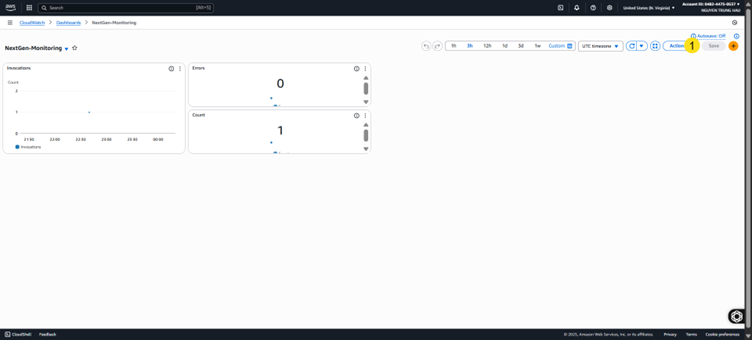 aws Search [Alt+S] United States (N. Virginia) Account ID: 0482-6475-0537
NGUYEN TRUNG HAU
CloudWatch > Dashboards > NextGen-Monitoring
Autosave: Off
NextGen-Monitoring 1h 3h 12h 1d 3d 1w Custom UTC timezone Action 1 Save
Invocations
Count
2
1
0
21:30 22:00 22:30 23:00 23:30 00:00
Invocations
Errors
0
Count
1
CloudShell Feedback © 2025, Amazon Web Services, Inc. or its affiliates. Privacy Terms Cookie preferences